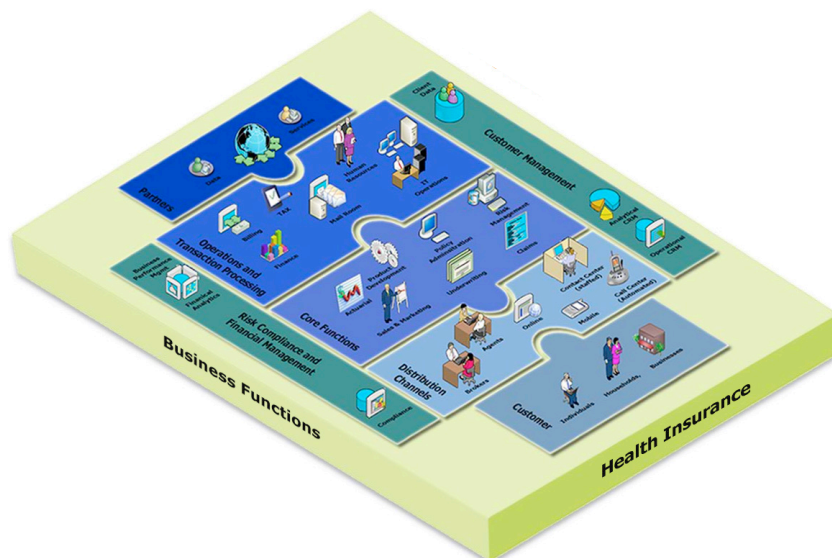 Partners
Data
Services
Operations and
Transaction Processing
Billing
TAX
Mail Room
Human
Resources
IT
Operations
Finance
Core Functions
Actuarial
Product
Development
Policy
Administration
Risk
Management
Sales & Marketing
Underwriting
Claims
Distribution
Channels
Brokers
Agents
Online
Contact Center
(staffed)
Mobile
Call Center
(Automated)
Customer
Individuals
Households,
Businesses
Client
Data
Customer Management
Analytical
CRM
Operational
CRM
Business
Performance
Mgmt
Financial
Analytics
Risk Compliance and
Financial Management
Compliance
Business Functions
Health Insurance